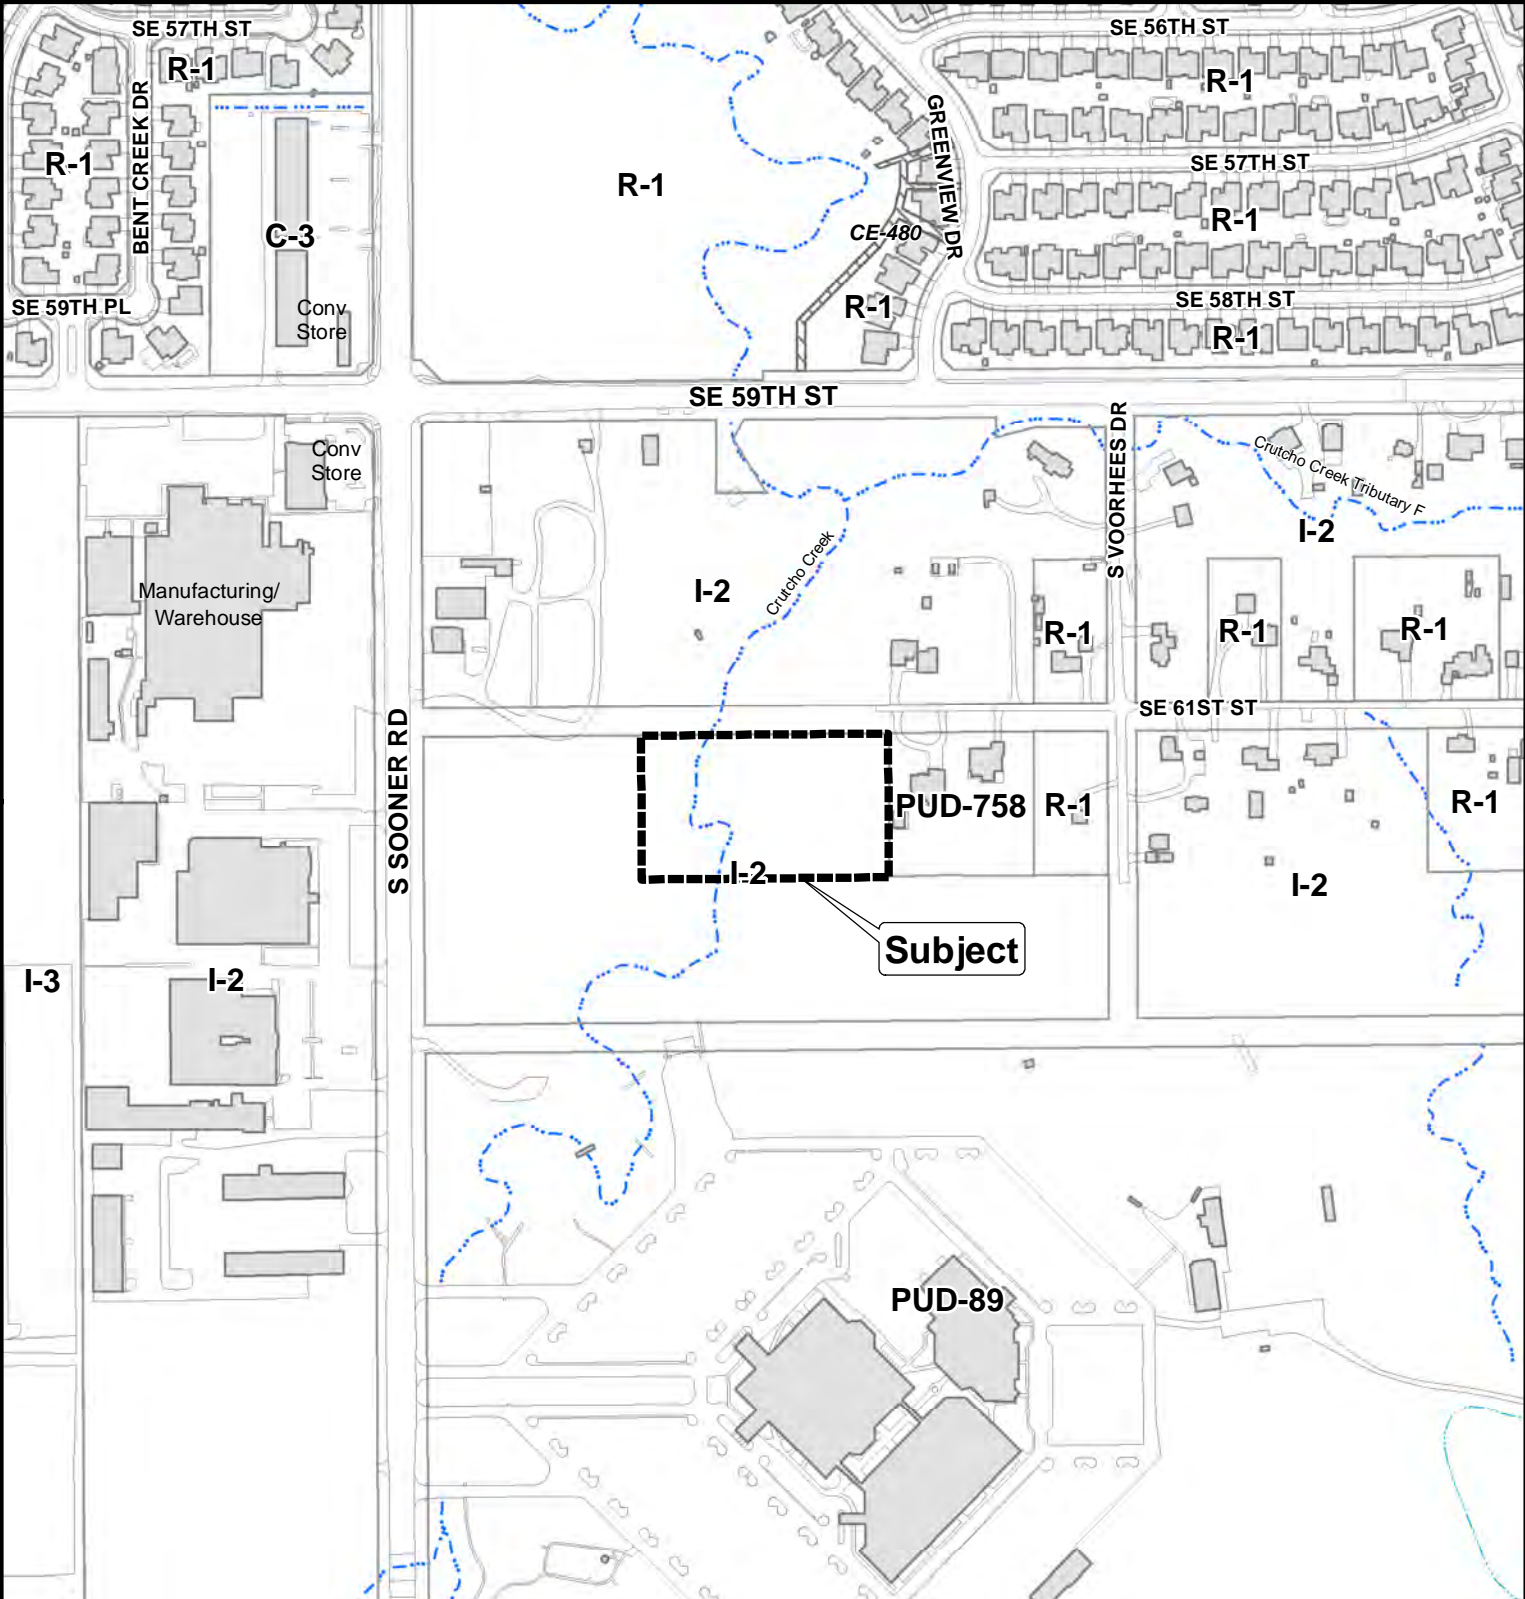 SE 57TH ST
SE 56TH ST
R-1
R-1
BENT CREEK DR
GREENVIEW DR
R-1
SE 57TH ST
R-1
R-1
C-3
CE-480
SE 59TH PL
Conv
Store
R-1
SE 58TH ST
R-1
SE 59TH ST
Conv
Store
S VOORHEES DR
Crutcho Creek Tributary F
I-2
Manufacturing/
Warehouse
I-2
Crutcho Creek
R-1
R-1
R-1
SE 61ST ST
S SOONER RD
PUD-758
R-1
R-1
I-2
I-2
Subject
I-3
I-2
PUD-89